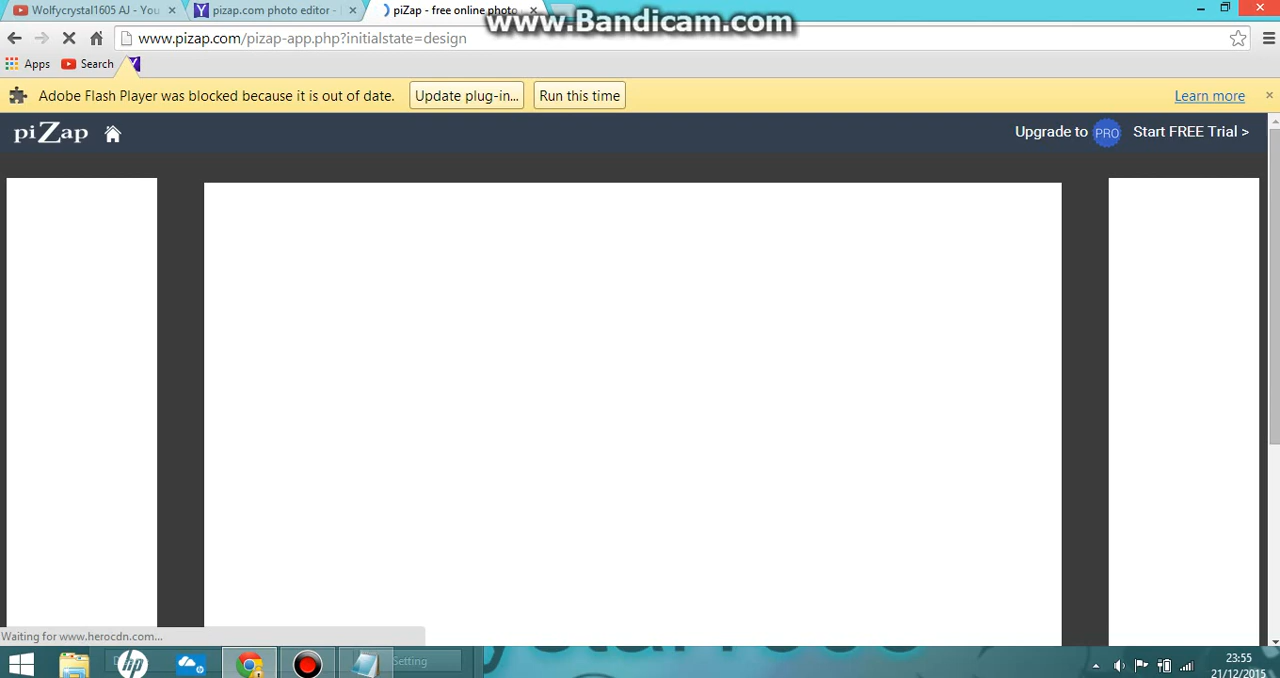 Wolfycrystal1605 AJ - You
pizap.com photo editor -
piZap - free online photo
www.Bandicam.com
www.pizap.com/pizap-app.php?initialstate=design
Apps
Search
Adobe Flash Player was blocked because it is out of date.
Update plug-in...
Run this time
Learn more
piZap
Upgrade to PRO Start FREE Trial >
Waiting for www.herocdn.com...
hp
Setting
23:55
21/12/2015